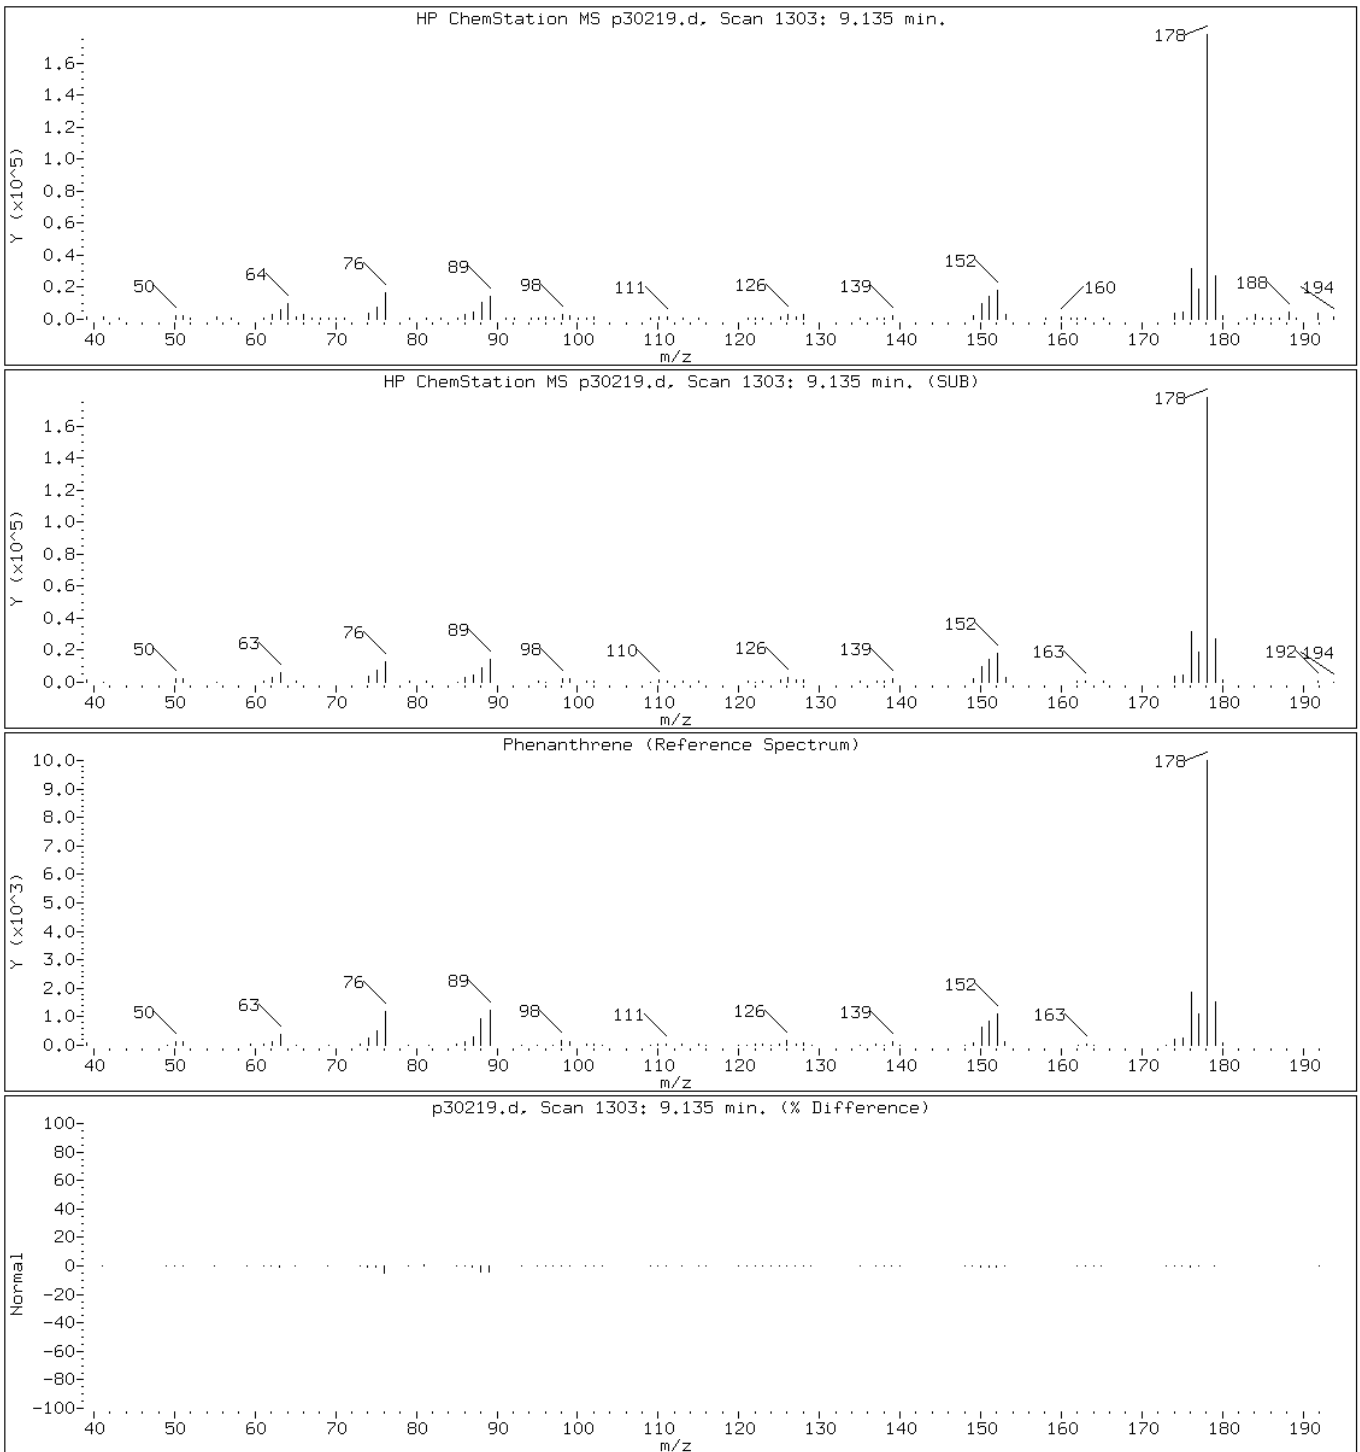 HP ChemStation MS p30219.d, Scan 1303: 9.135 min.
178
1.6
1.4
1.2
1.0
0.8
0.6
0.4
0.2
0.0
Y (x10^5)
50 64 76 89 98 111 126 139 152 160 188 194
40 50 60 70 80 90 100 110 120 130 140 150 160 170 180 190
m/z
HP ChemStation MS p30219.d, Scan 1303: 9.135 min. (SUB)
178
1.6
1.4
1.2
1.0
0.8
0.6
0.4
0.2
0.0
Y (x10^5)
50 63 76 89 98 110 126 139 152 163 192 194
40 50 60 70 80 90 100 110 120 130 140 150 160 170 180 190
m/z
Phenanthrene (Reference Spectrum)
178
10.0
9.0
8.0
7.0
6.0
5.0
4.0
3.0
2.0
1.0
0.0
Y (x10^3)
50 63 76 89 98 111 126 139 152 163
40 50 60 70 80 90 100 110 120 130 140 150 160 170 180 190
m/z
p30219.d, Scan 1303: 9.135 min. (% Difference)
100
80
60
40
20
0
-20
-40
-60
-80
-100
Normal
40 50 60 70 80 90 100 110 120 130 140 150 160 170 180 190
m/z